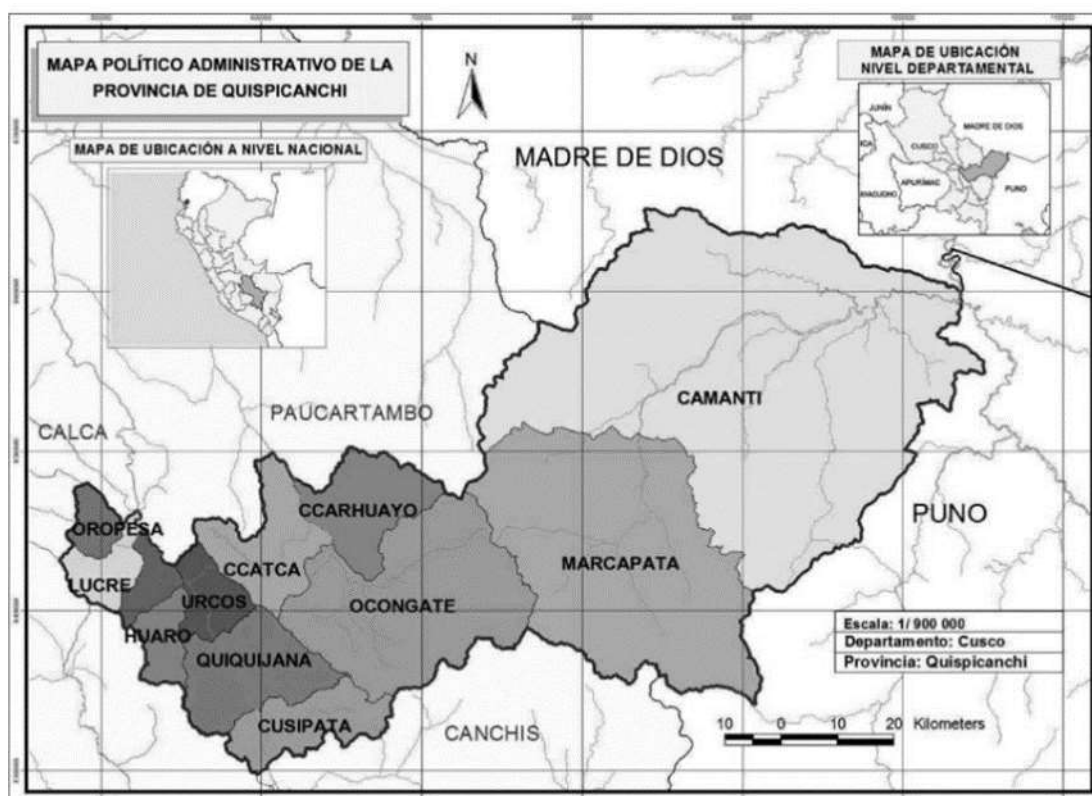 MAPA POLÍTICO ADMINISTRATIVO DE LA
PROVINCIA DE QUISPICANCHI
MAPA DE UBICACIÓN A NIVEL NACIONAL
N
MAPA DE UBICACIÓN
NIVEL DEPARTAMENTAL
JUNÍN
MADRE DE DIOS
ICA
CUSCO
APURÍMAC
PUNO
MADRE DE DIOS
CAMANTI
PAUCARTAMBO
CALCA
CCARHUAYO
OROPESA
PUNO
MARCAPATA
CCATCA
LUCRE
URCOS
OCONGATE
HUARO
QUIQUIJANA
CUSIPATA
CANCHIS
Escala: 1/ 900 000
Departamento: Cusco
Provincia: Quispicanchi
10 0 10 20 Kilometers